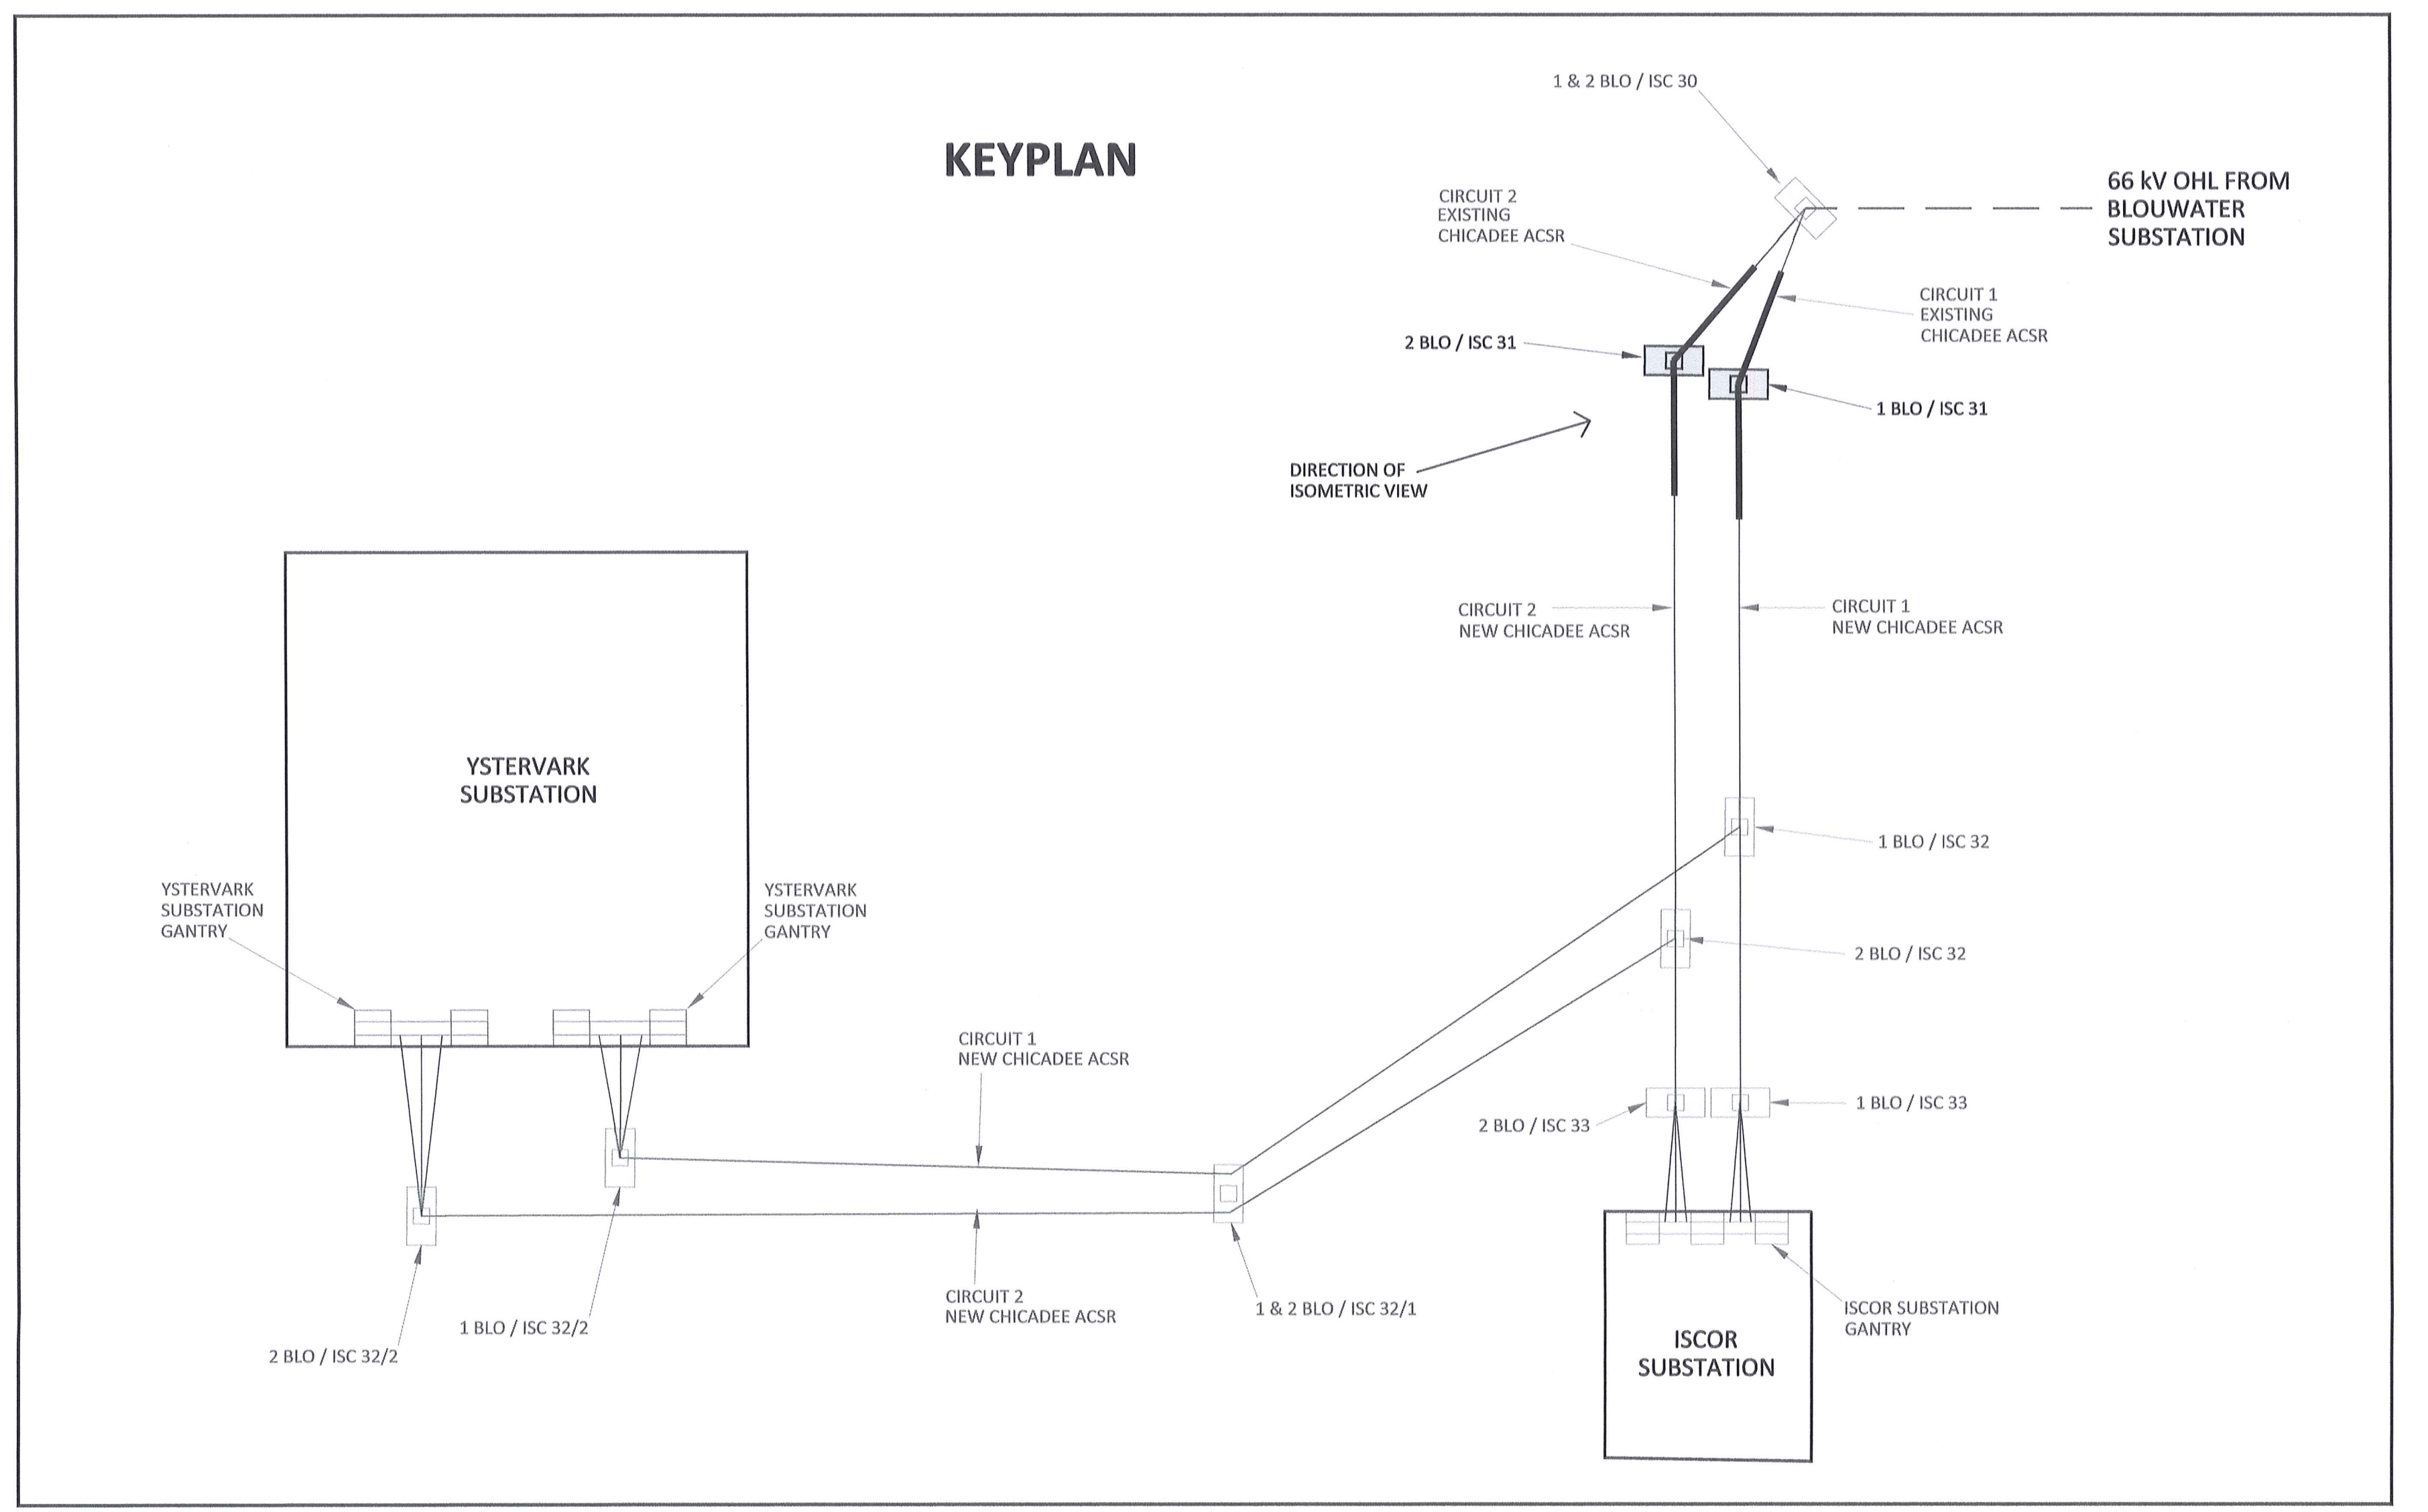 1 & 2 BLO / ISC 30
KEYPLAN
66 kV OHL FROM
BLOUWATER
SUBSTATION
CIRCUIT 2
EXISTING
CHICADEE ACSR
CIRCUIT 1
EXISTING
CHICADEE ACSR
2 BLO / ISC 31
1 BLO / ISC 31
DIRECTION OF
ISOMETRIC VIEW
CIRCUIT 2
NEW CHICADEE ACSR
CIRCUIT 1
NEW CHICADEE ACSR
YSTERVARK
SUBSTATION
1 BLO / ISC 32
YSTERVARK
SUBSTATION
GANTRY
YSTERVARK
SUBSTATION
GANTRY
2 BLO / ISC 32
CIRCUIT 1
NEW CHICADEE ACSR
2 BLO / ISC 33
1 BLO / ISC 33
CIRCUIT 2
NEW CHICADEE ACSR
1 & 2 BLO / ISC 32/1
1 BLO / ISC 32/2
2 BLO / ISC 32/2
ISCOR SUBSTATION
GANTRY
ISCOR
SUBSTATION